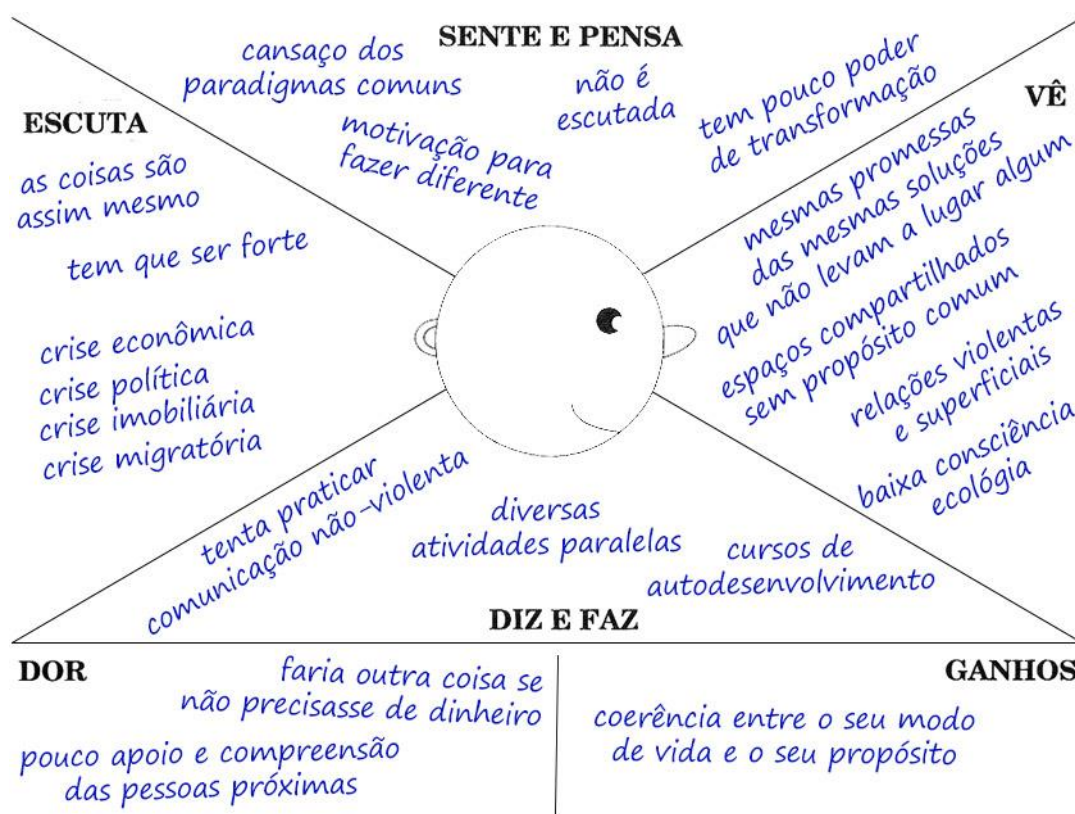 SENTE E PENSA
cansaço dos
paradigmas comuns
motivação para
fazer diferente
não é
escutada
tem pouco poder
de transformação
ESCUTA
as coisas são
assim mesmo
tem que ser forte
crise econômica
crise política
crise imobiliária
crise migratória
VÊ
mesmas promessas
das mesmas soluções
que não levam a lugar algum
espaços compartilhados
sem propósito comum
relações violentas
e superficiais
baixa consciência
ecológia
tenta praticar
comunicação não-violenta
diversas
atividades paralelas
cursos de
autodesenvolvimento
DIZ E FAZ
DOR
faria outra coisa se
não precisasse de dinheiro
pouco apoio e compreensão
das pessoas próximas
GANHOS
coerência entre o seu modo
de vida e o seu propósito